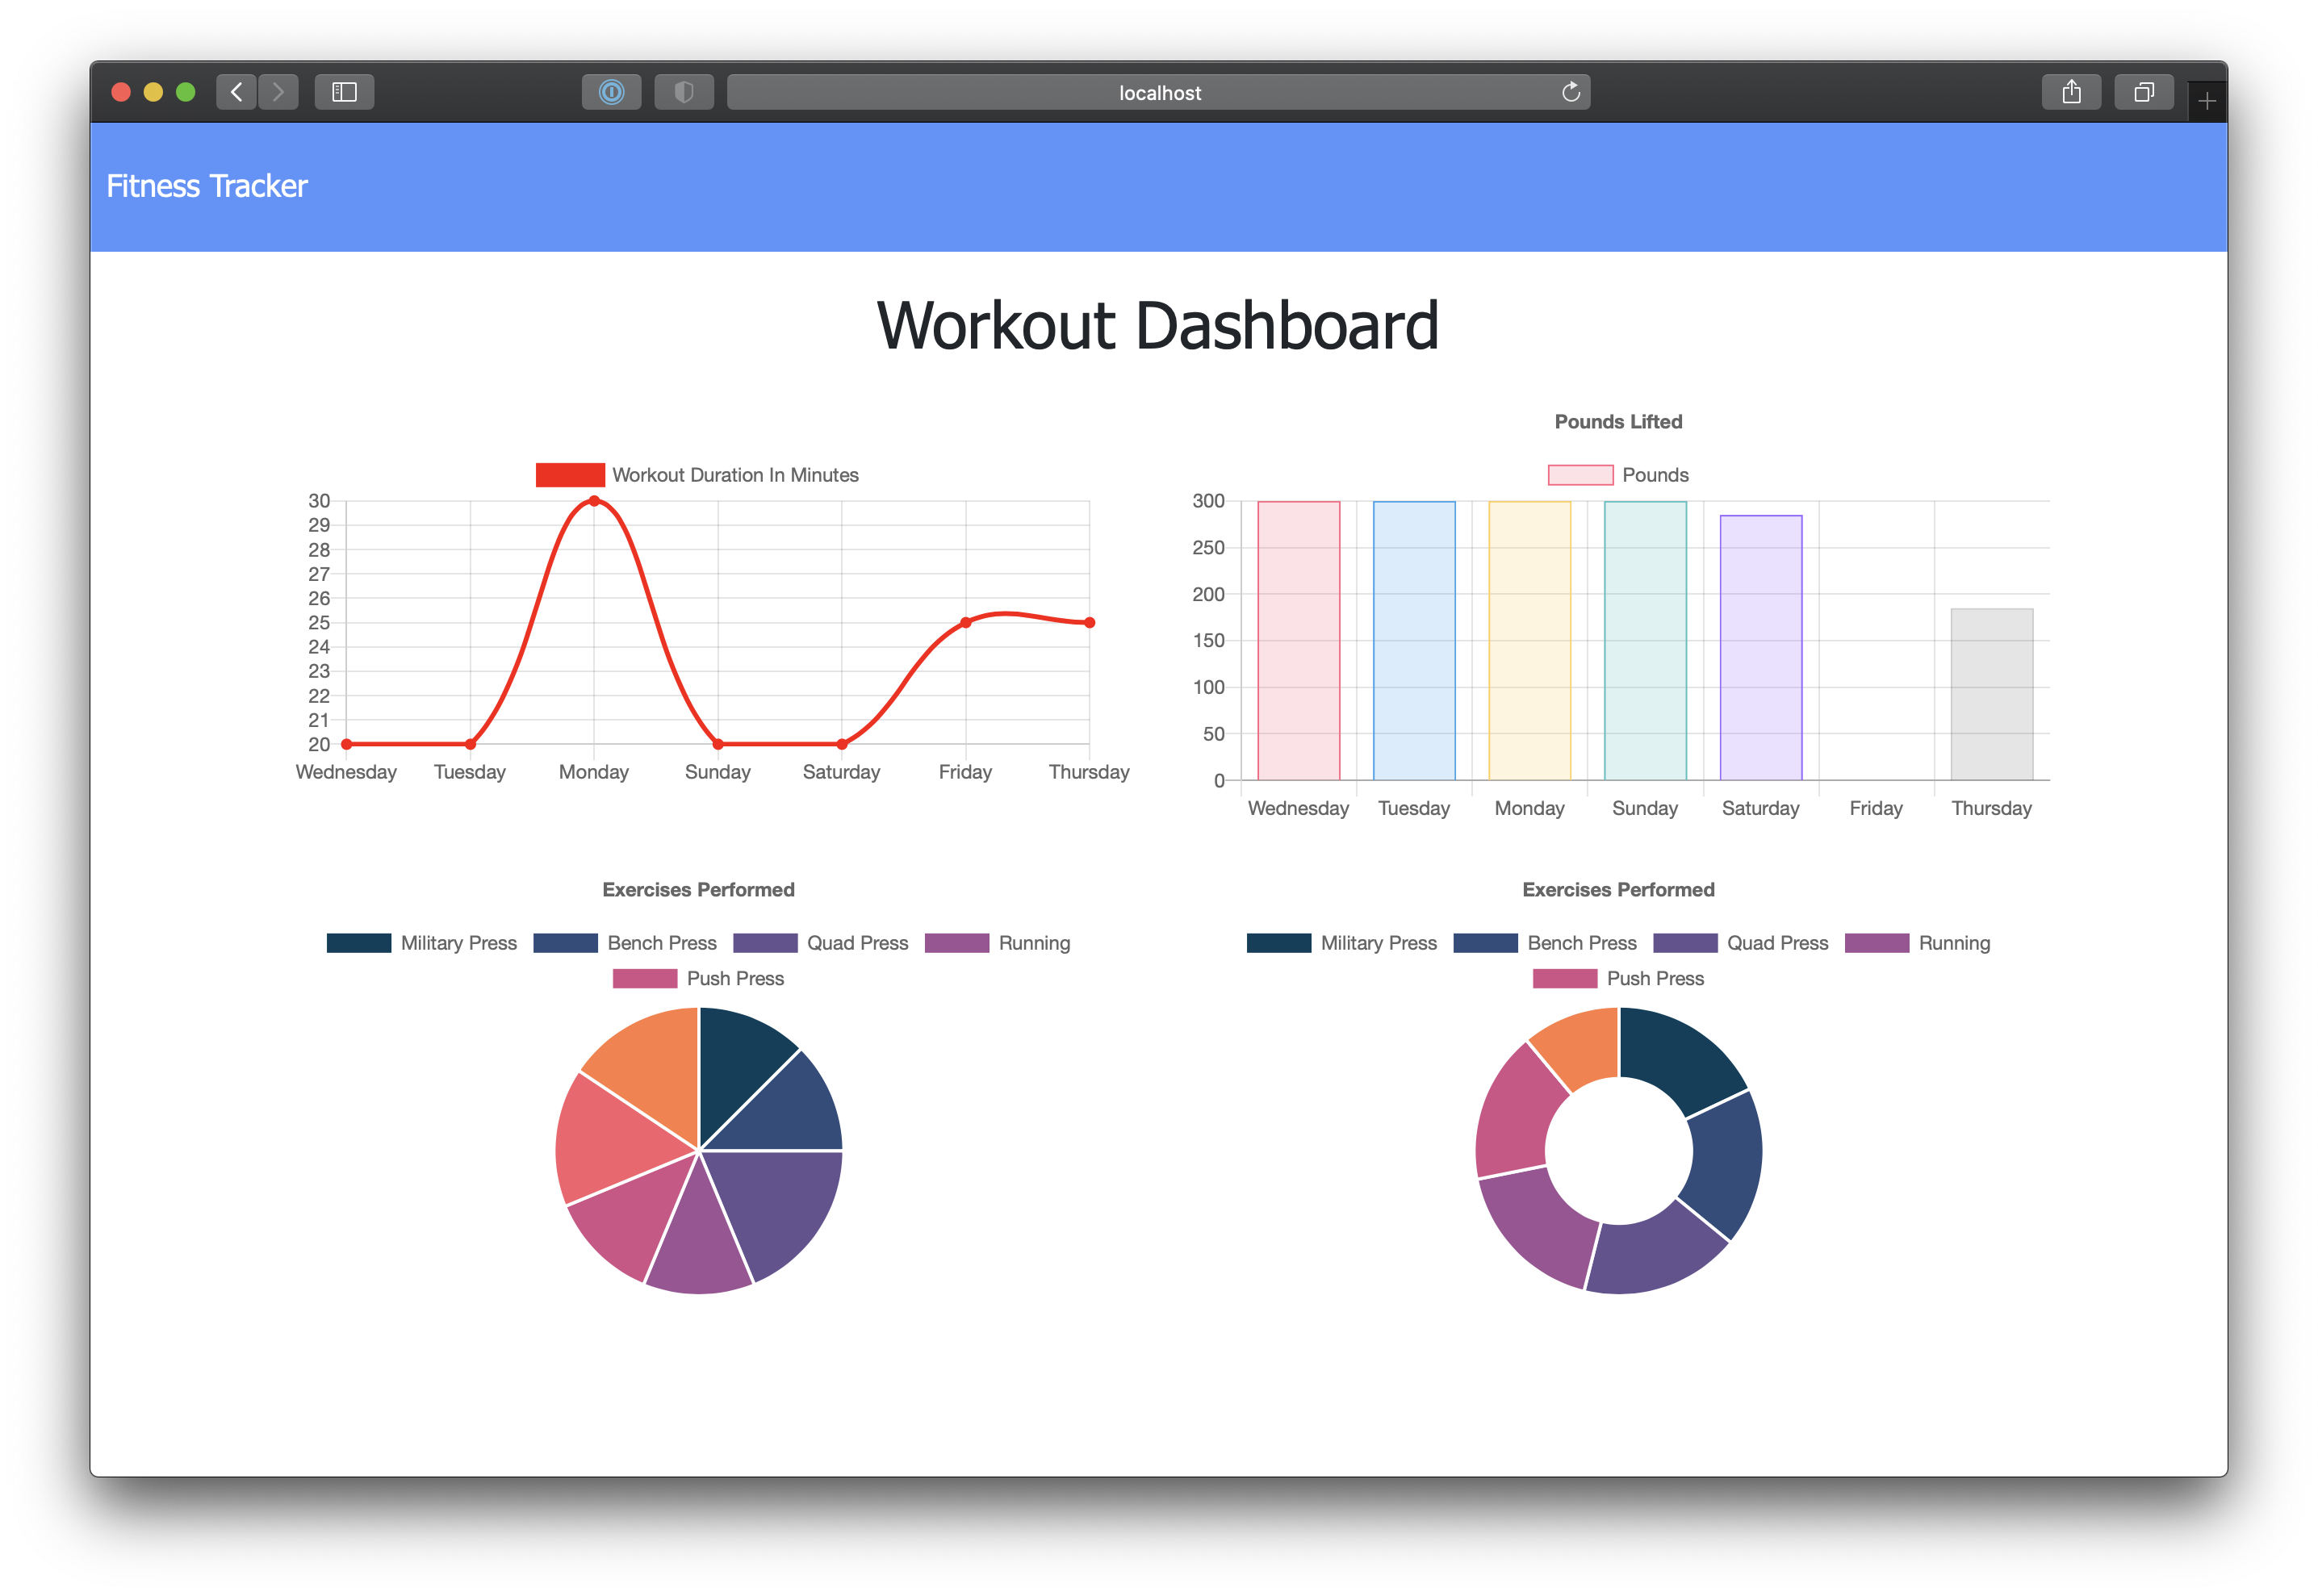 localhost
Fitness Tracker
Workout Dashboard
Workout Duration In Minutes
30
29
28
27
26
25
24
23
22
21
20
Wednesday Tuesday Monday Sunday Saturday Friday Thursday
Pounds Lifted
Pounds
300
250
200
150
100
50
0
Wednesday Tuesday Monday Sunday Saturday Friday Thursday
Exercises Performed
Military Press Bench Press Quad Press Running
Push Press
Exercises Performed
Military Press Bench Press Quad Press Running
Push Press